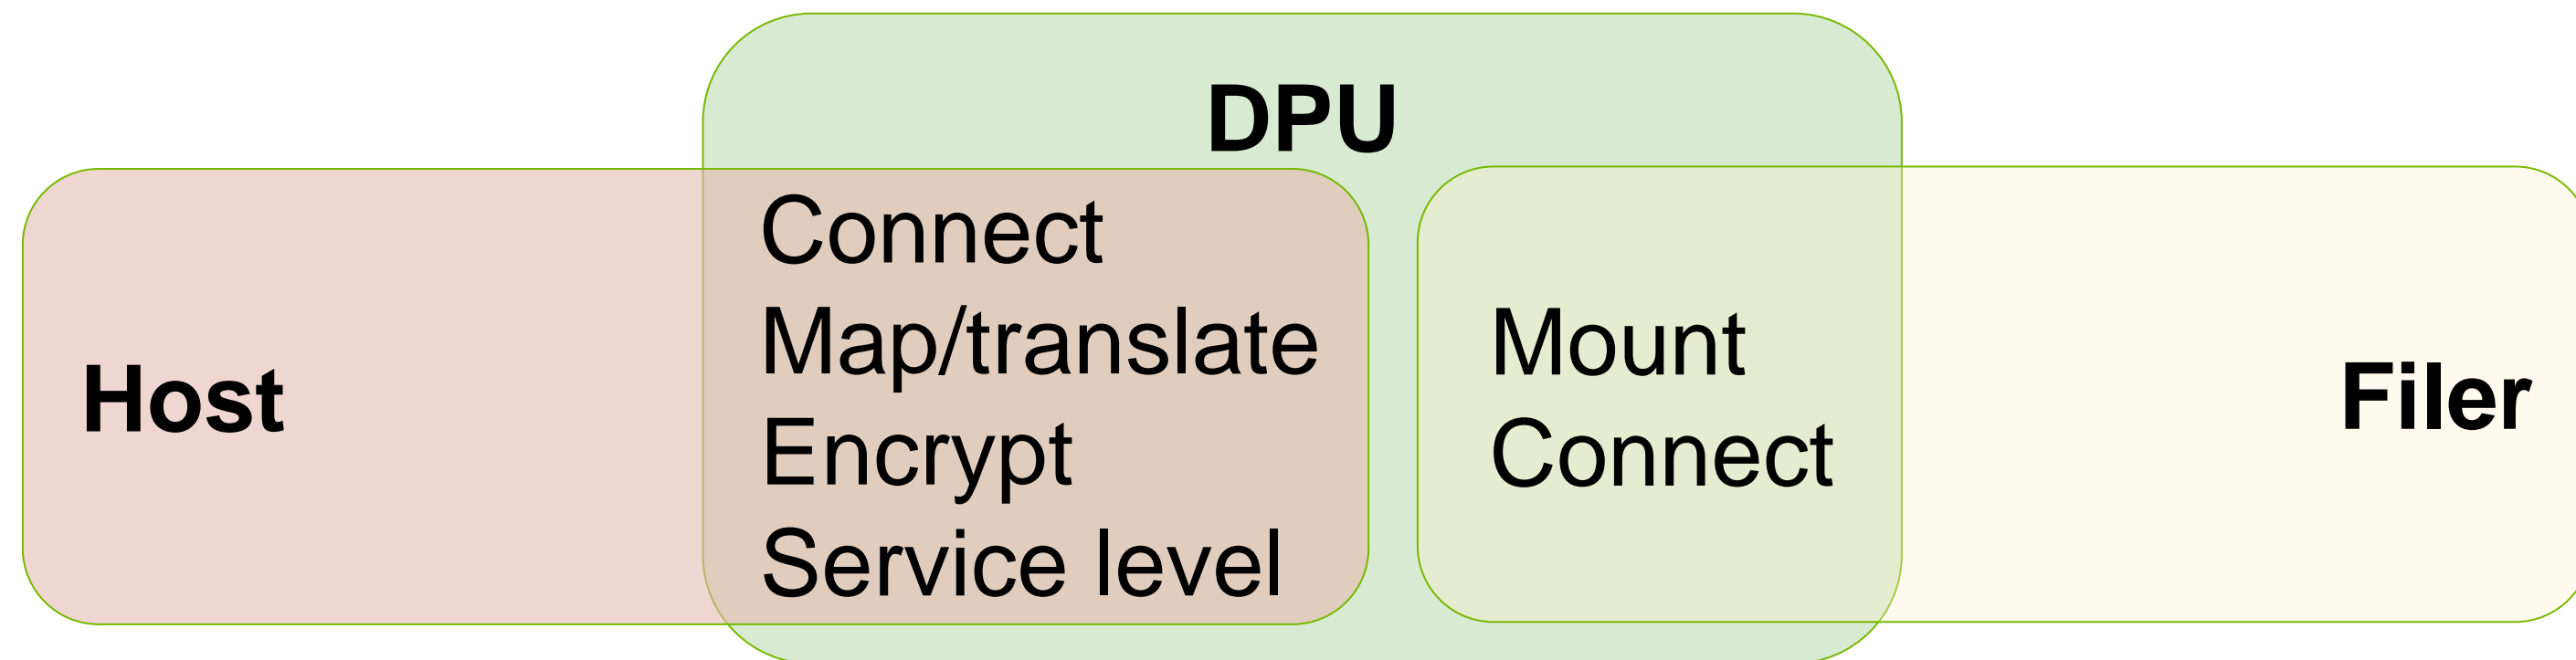 DPU
Host
Connect
Map/translate
Encrypt
Service level
Mount
Connect
Filer